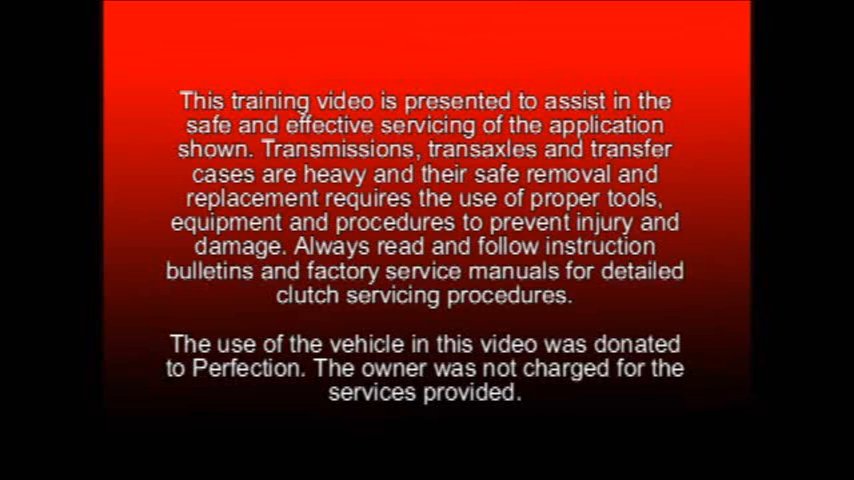 This training video is presented to assist in the
safe and effective servicing of the application
shown. Transmissions, transaxles and transfer
cases are heavy and their safe removal and
replacement requires the use of proper tools,
equipment and procedures to prevent injury and
damage. Always read and follow instruction
bulletins and factory service manuals for detailed
clutch servicing procedures.
The use of the vehicle in this video was donated
to Perfection. The owner was not charged for the
services provided.